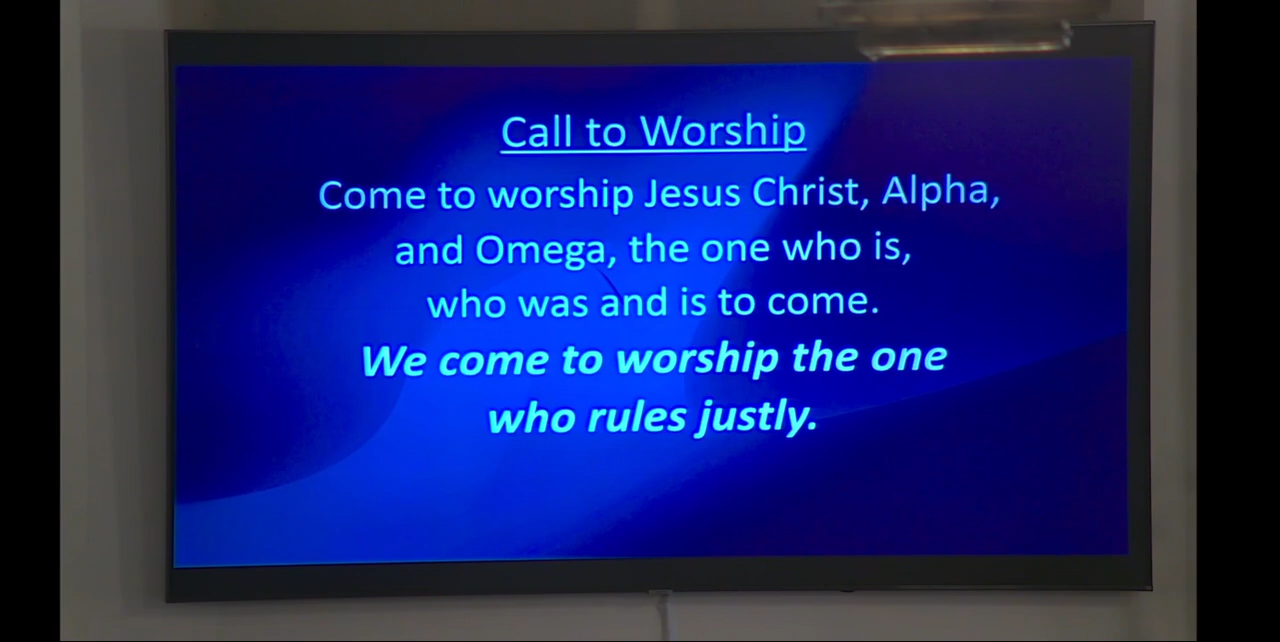 Call to Worship
Come to worship Jesus Christ, Alpha,
and Omega, the one who is,
who was and is to come.
We come to worship the one
who rules justly.